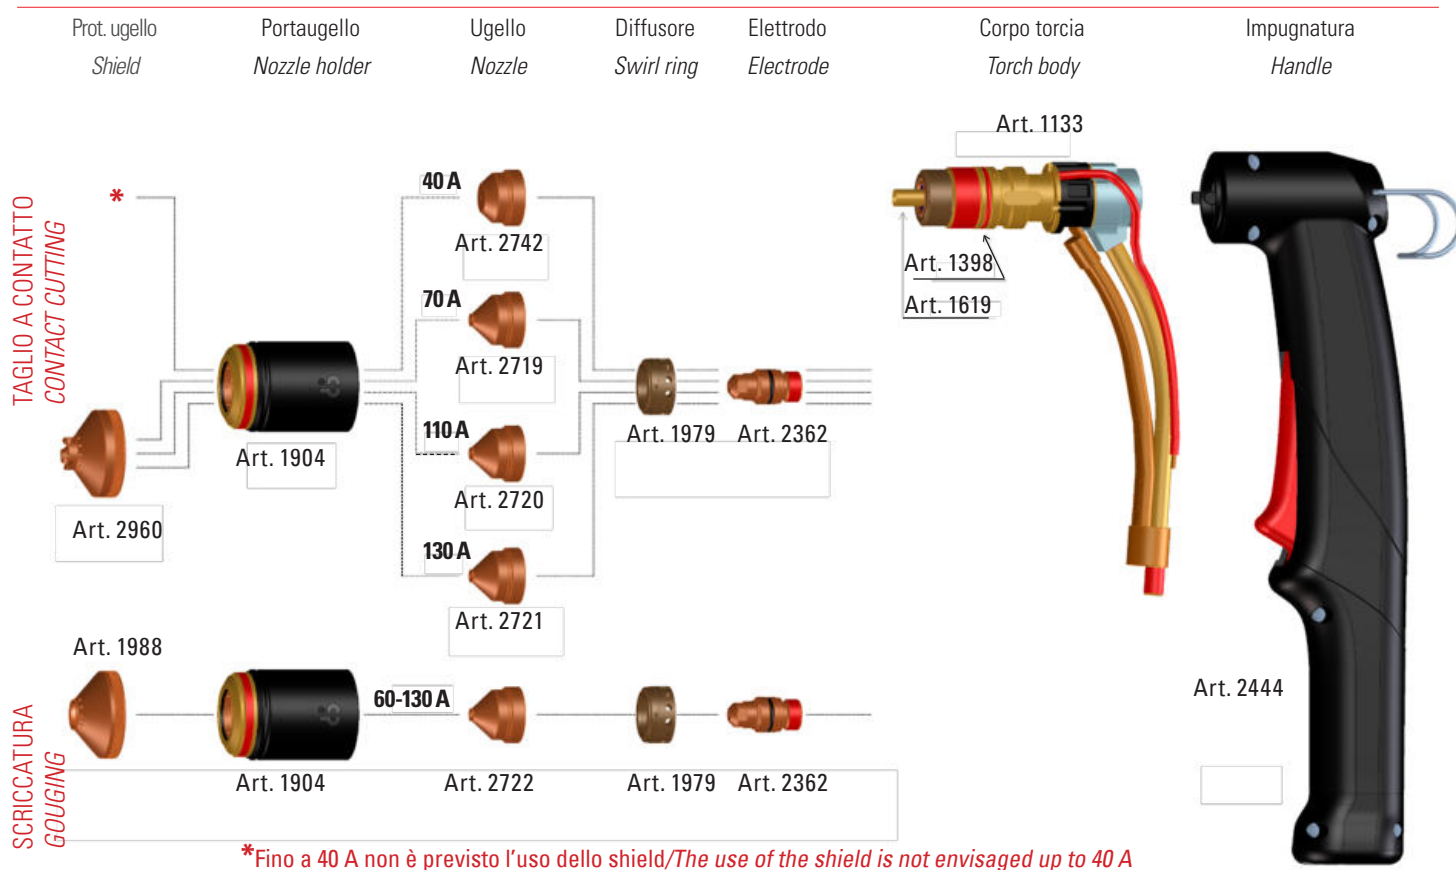 Prot. ugello
Shield
Portaugello
Nozzle holder
Ugello
Nozzle
Diffusore
Swirl ring
Elettrodo
Electrode
Corpo torcia
Torch body
Impugnatura
Handle
TAGLIO A CONTATTO
CONTACT CUTTING
*
40 A
Art. 2742
70 A
Art. 2719
110 A
Art. 2720
130 A
Art. 2721
Art. 2960
Art. 1904
Art. 1979
Art. 2362
Art. 1133
Art. 1398
Art. 1619
Art. 2444
SCRICCATURA
GOUGING
Art. 1988
Art. 1904
60-130 A
Art. 2722
Art. 1979
Art. 2362
*Fino a 40 A non è previsto l’uso dello shield/The use of the shield is not envisaged up to 40 A